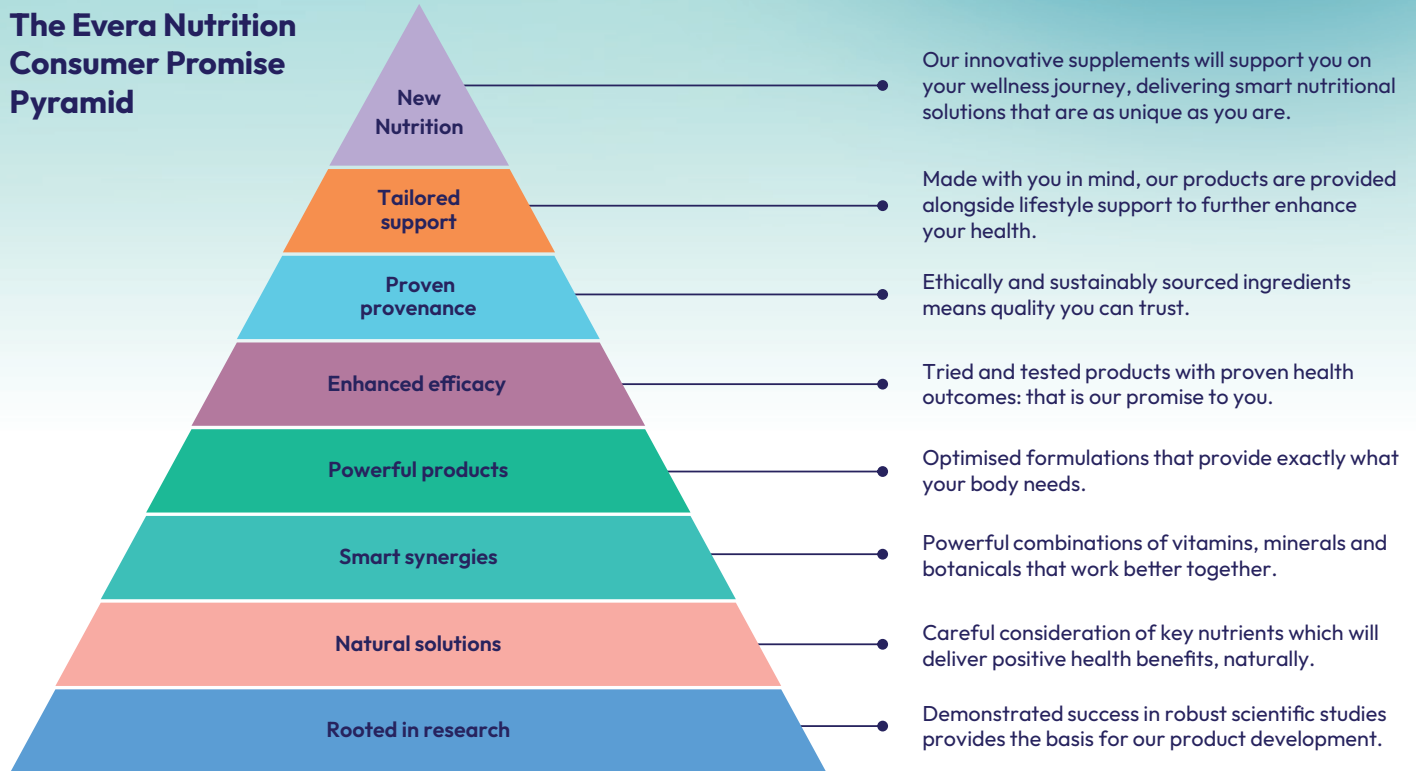 The Evera Nutrition
Consumer Promise
Pyramid
New
Nutrition
Our innovative supplements will support you on
your wellness journey, delivering smart nutritional
solutions that are as unique as you are.
Tailored
support
Made with you in mind, our products are provided
alongside lifestyle support to further enhance
your health.
Proven
provenance
Ethically and sustainably sourced ingredients
means quality you can trust.
Enhanced efficacy
Tried and tested products with proven health
outcomes: that is our promise to you.
Powerful products
Optimised formulations that provide exactly what
your body needs.
Smart synergies
Powerful combinations of vitamins, minerals and
botanicals that work better together.
Natural solutions
Careful consideration of key nutrients which will
deliver positive health benefits, naturally.
Rooted in research
Demonstrated success in robust scientific studies
provides the basis for our product development.